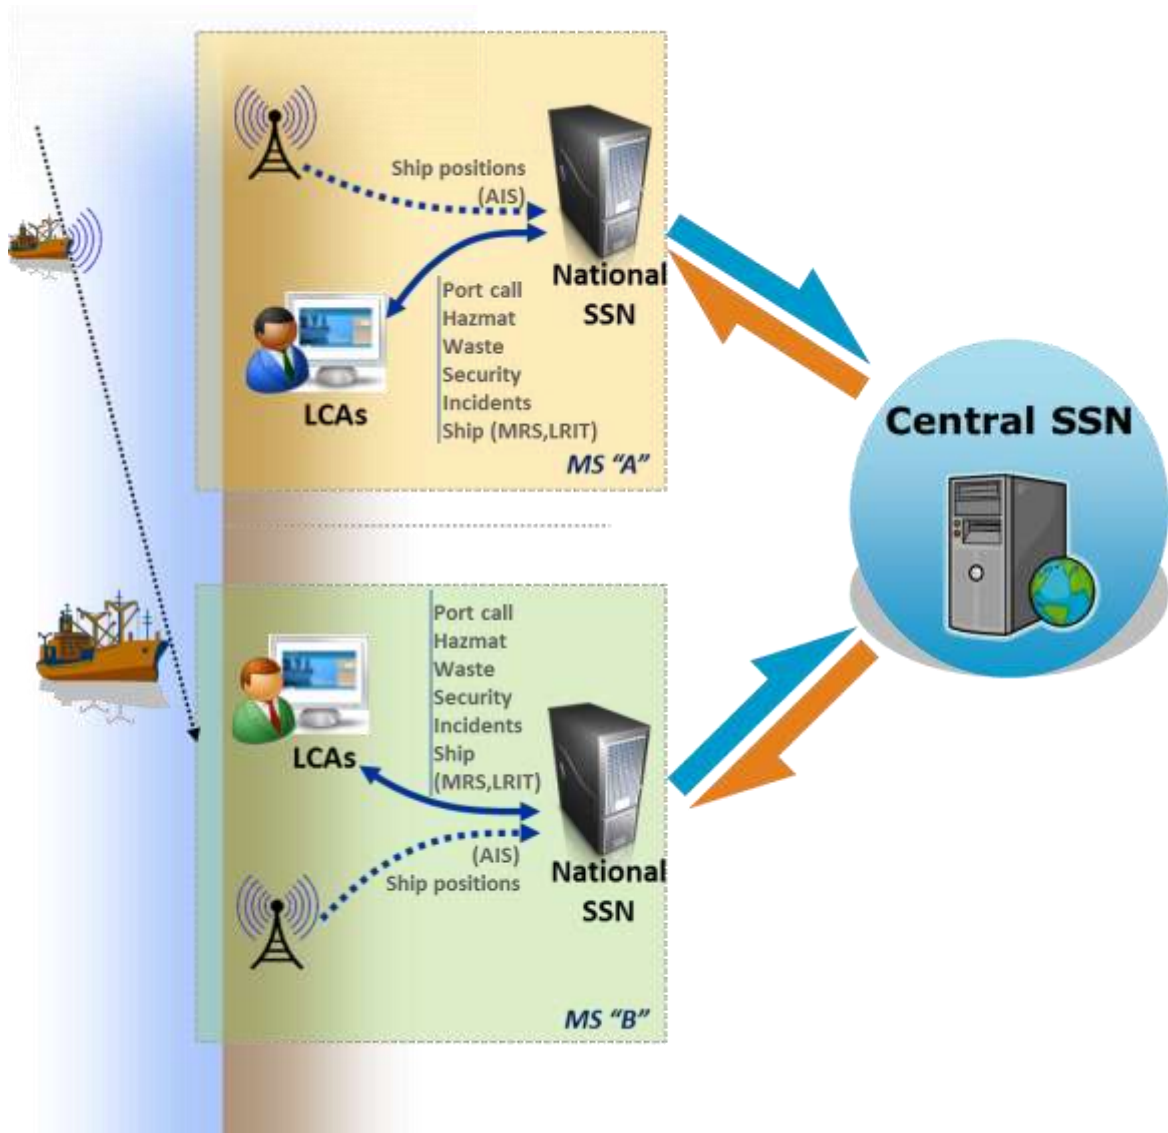 Ship positions
(AIS)
National
SSN
Port call
Hazmat
Waste
Security
Incidents
Ship (MRS,LRIT)
LCAs
MS “A”
Central SSN
Port call
Hazmat
Waste
Security
Incidents
Ship
(MRS,LRIT)
LCAs
(AIS)
Ship positions
National
SSN
MS “B”